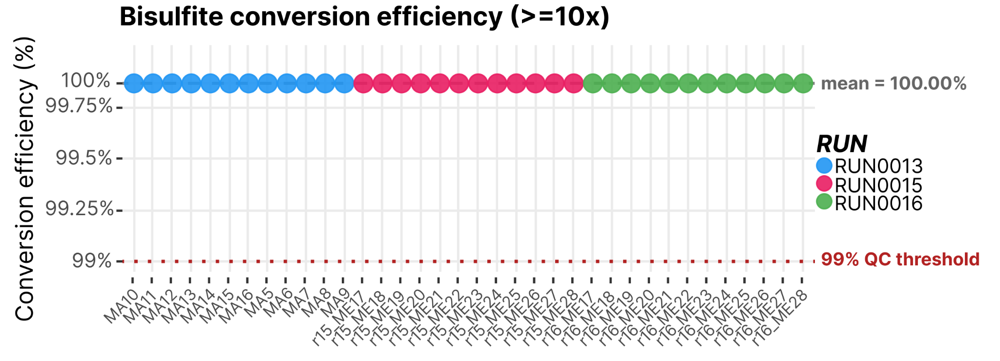 Bisulfite conversion efficiency (>=10x)
Conversion efficiency (%)
100%
99.75%
99.5%
99.25%
99%
mean = 100.00%
99% QC threshold
RUN
RUN0013
RUN0015
RUN0016
MA10
MA11
MA12
MA13
MA14
MA15
MA16
MA5
MA6
MA7
MA8
MA9
r15_ME17
r15_ME18
r15_ME19
r15_ME20
r15_ME21
r15_ME22
r15_ME23
r15_ME24
r15_ME25
r15_ME26
r15_ME27
r15_ME28
r16_ME17
r16_ME18
r16_ME19
r16_ME20
r16_ME21
r16_ME22
r16_ME23
r16_ME24
r16_ME25
r16_ME26
r16_ME27
r16_ME28